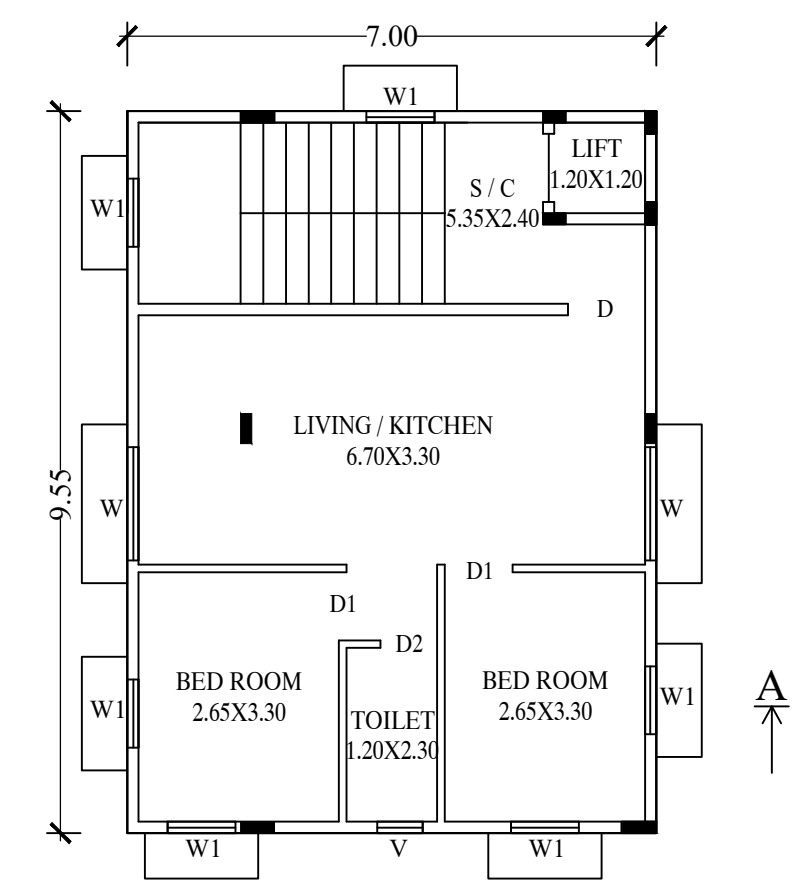 7.00
W1
LIFT
1.20X1.20
W1
S / C
5.35X2.40
D
LIVING / KITCHEN
6.70X3.30
9.55
W
W
D1
D1
D2
BED ROOM
2.65X3.30
BED ROOM
2.65X3.30
W1
W1
A
TOILET
1.20X2.30
W1
V
W1